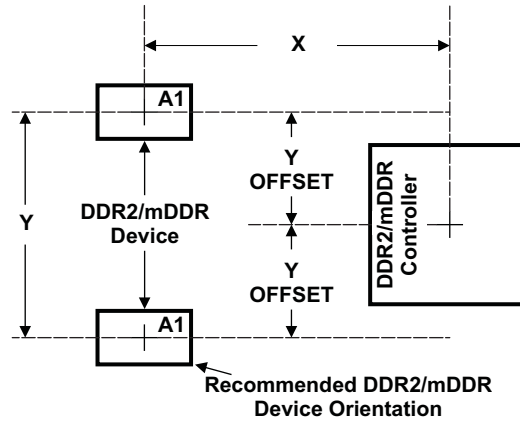 X
A1
Y
OFFSET
Y
DDR2/mDDR
Device
DDR2/mDDR
Controller
Y
OFFSET
A1
Recommended DDR2/mDDR
Device Orientation